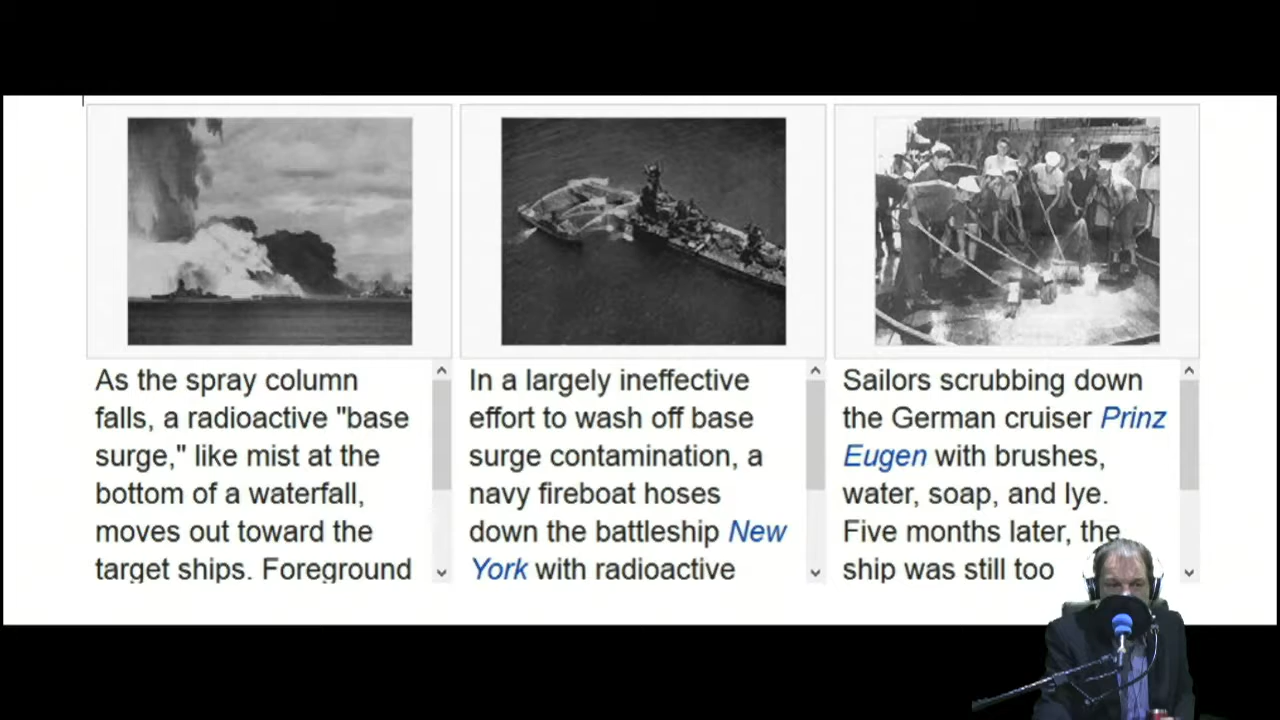 As the spray column
falls, a radioactive "base
surge," like mist at the
bottom of a waterfall,
moves out toward the
target ships. Foreground
In a largely ineffective
effort to wash off base
surge contamination, a
navy fireboat hoses
down the battleship New
York with radioactive
Sailors scrubbing down
the German cruiser Prinz
Eugen with brushes,
water, soap, and lye.
Five months later, the
ship was still too